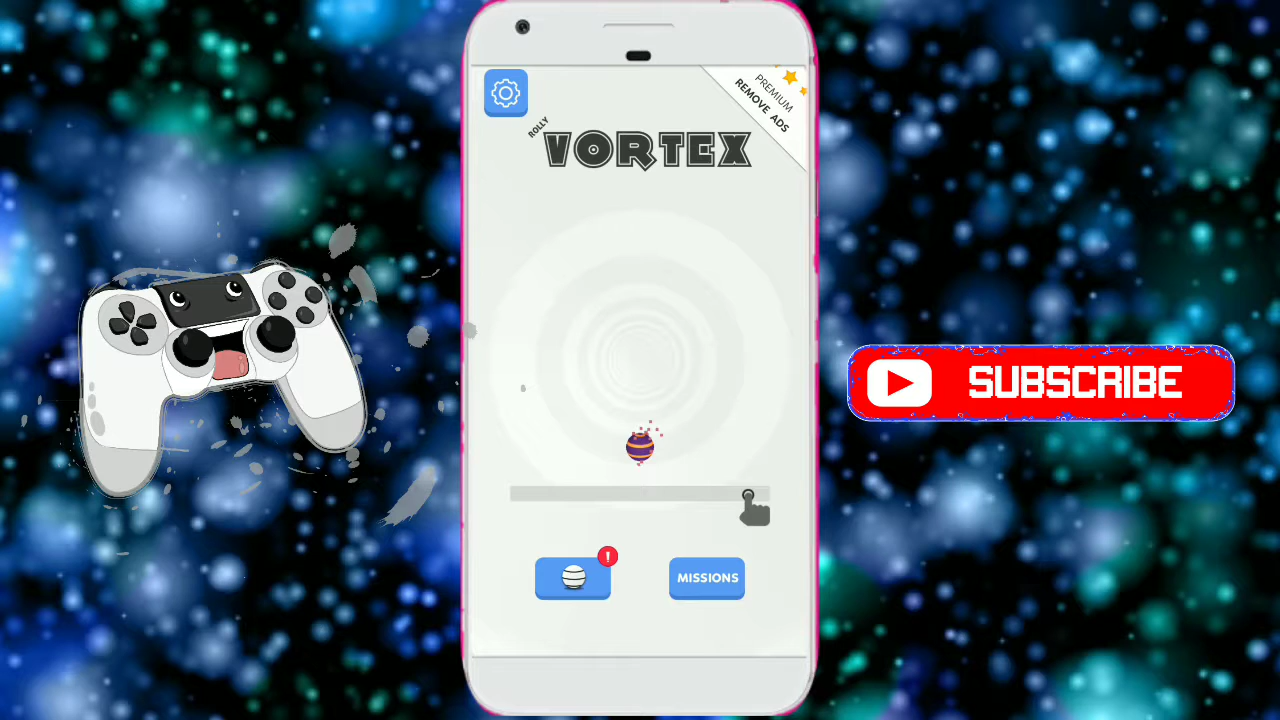 PREMIUM
REMOVE ADS
ROLLY
VORTEX
SUBSCRIBE
!
MISSIONS